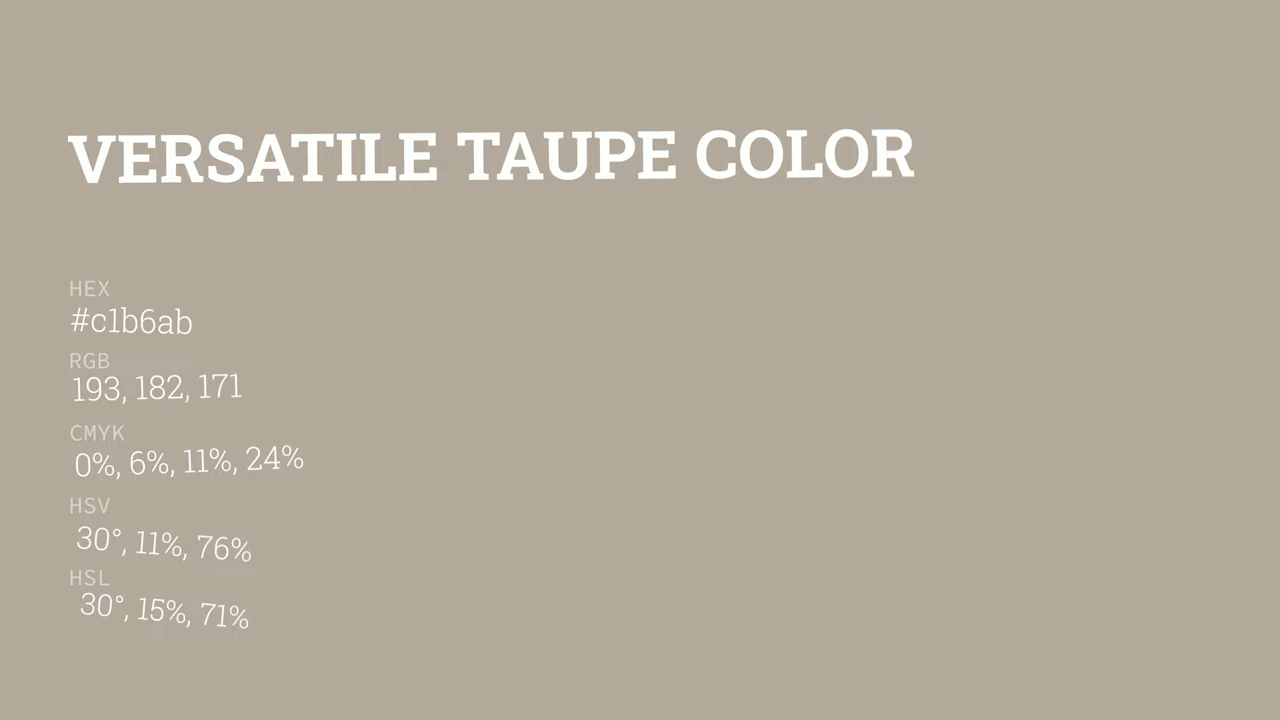 VERSATILE TAUPE COLOR
HEX
#c1b6ab
RGB
193, 182, 171
CMYK
0%, 6%, 11%, 24%
HSV
30°, 11%, 76%
HSL
30°, 15%, 71%